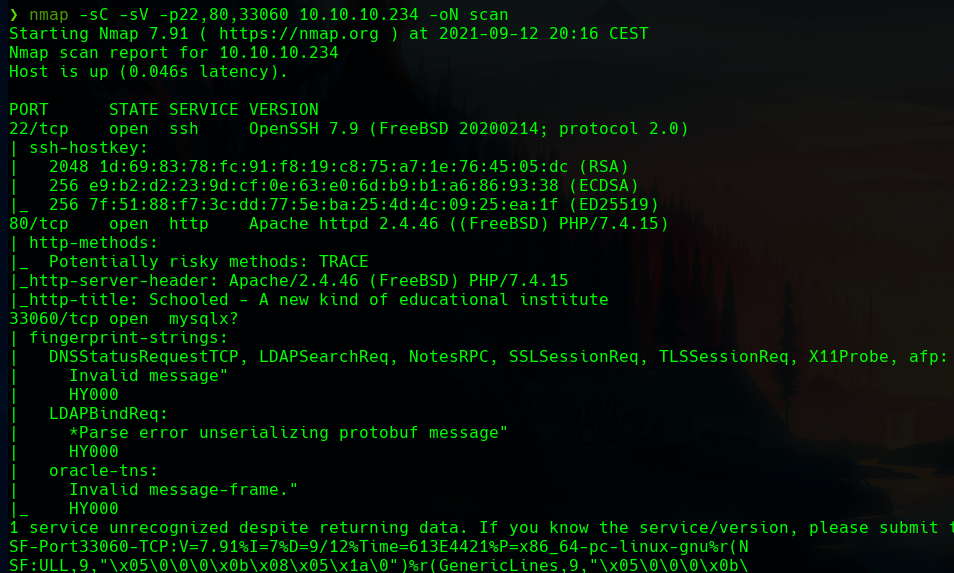 ❯ nmap -sC -sV -p22,80,33060 10.10.10.234 -oN scan
Starting Nmap 7.91 ( https://nmap.org ) at 2021-09-12 20:16 CEST
Nmap scan report for 10.10.10.234
Host is up (0.046s latency).
PORT      STATE SERVICE VERSION
22/tcp    open  ssh     OpenSSH 7.9 (FreeBSD 20200214; protocol 2.0)
| ssh-hostkey:
|   2048 1d:69:83:78:fc:91:f8:19:c8:75:a7:1e:76:45:05:dc (RSA)
|   256 e9:b2:d2:23:9d:cf:0e:63:e0:6d:b9:b1:a6:86:93:38 (ECDSA)
|_  256 7f:51:88:f7:3c:dd:77:5e:ba:25:4d:4c:09:25:ea:1f (ED25519)
80/tcp    open  http    Apache httpd 2.4.46 ((FreeBSD) PHP/7.4.15)
| http-methods:
|_  Potentially risky methods: TRACE
|_http-server-header: Apache/2.4.46 (FreeBSD) PHP/7.4.15
|_http-title: Schooled - A new kind of educational institute
33060/tcp open  mysqlx?
| fingerprint-strings:
|   DNSStatusRequestTCP, LDAPSearchReq, NotesRPC, SSLSessionReq, TLSSessionReq, X11Probe, afp:
|     Invalid message"
|     HY000
|   LDAPBindReq:
|     *Parse error unserializing protobuf message"
|     HY000
|   oracle-tns:
|     Invalid message-frame."
|_    HY000
1 service unrecognized despite returning data. If you know the service/version, please submit
SF-Port33060-TCP:V=7.91%I=7%D=9/12%Time=613E4421%P=x86_64-pc-linux-gnu%r(N
SF:ULL,9,"\x05\0\0\0\x0b\x08\x05\x1a\0")%r(GenericLines,9,"\x05\0\0\0\x0b\